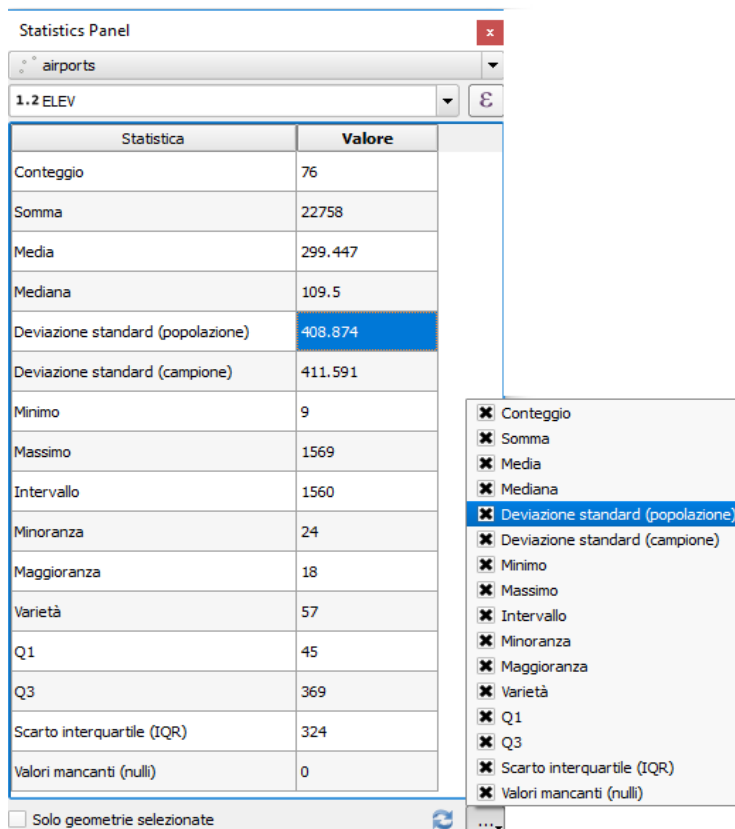 Statistics Panel
x
airports
1.2 ELEV
ε
Statistica Valore
Conteggio 76
Somma 22758
Media 299.447
Mediana 109.5
Deviazione standard (popolazione) 408.874
Deviazione standard (campione) 411.591
Minimo 9
Massimo 1569
Intervallo 1560
Minoranza 24
Maggioranza 18
Varietà 57
Q1 45
Q3 369
Scarto interquartile (IQR) 324
Valori mancanti (nulli) 0
Solo geometrie selezionate
...
Conteggio
Somma
Media
Mediana
Deviazione standard (popolazione)
Deviazione standard (campione)
Minimo
Massimo
Intervallo
Minoranza
Maggioranza
Varietà
Q1
Q3
Scarto interquartile (IQR)
Valori mancanti (nulli)